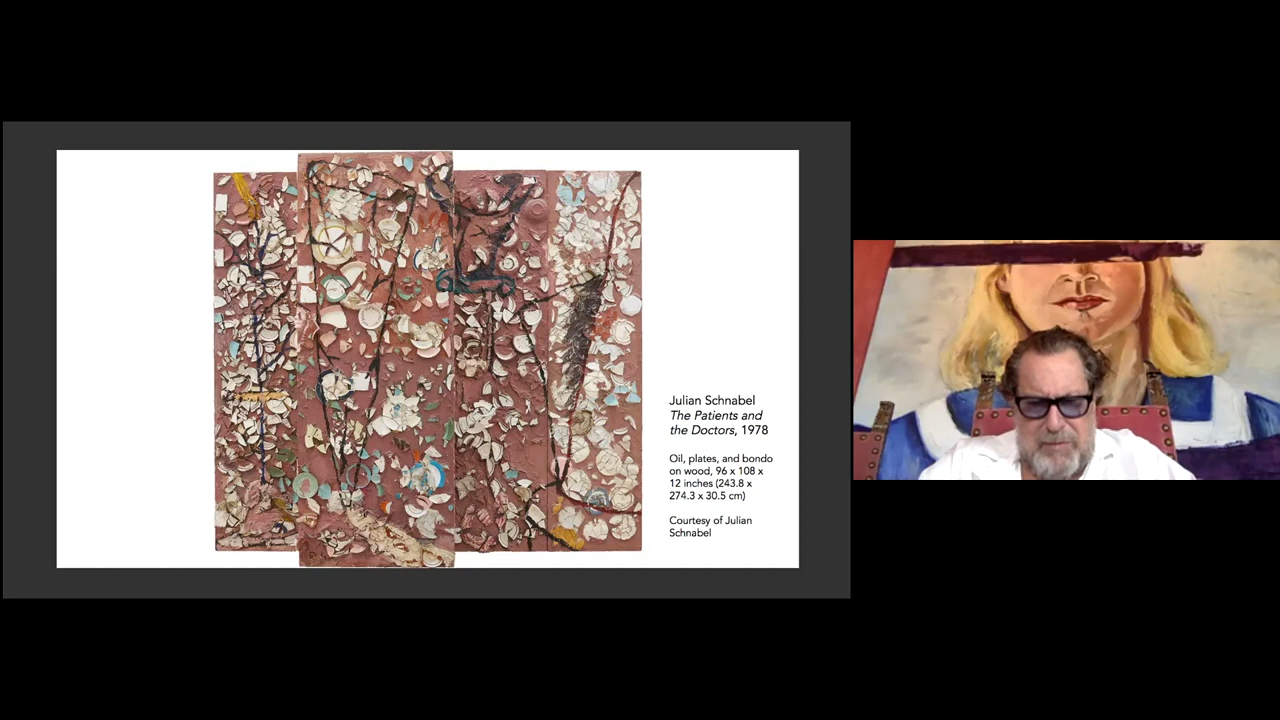 Julian Schnabel
The Patients and
the Doctors, 1978
Oil, plates, and bondo
on wood, 96 x 108 x
12 inches (243.8 x
274.3 x 30.5 cm)
Courtesy of Julian
Schnabel